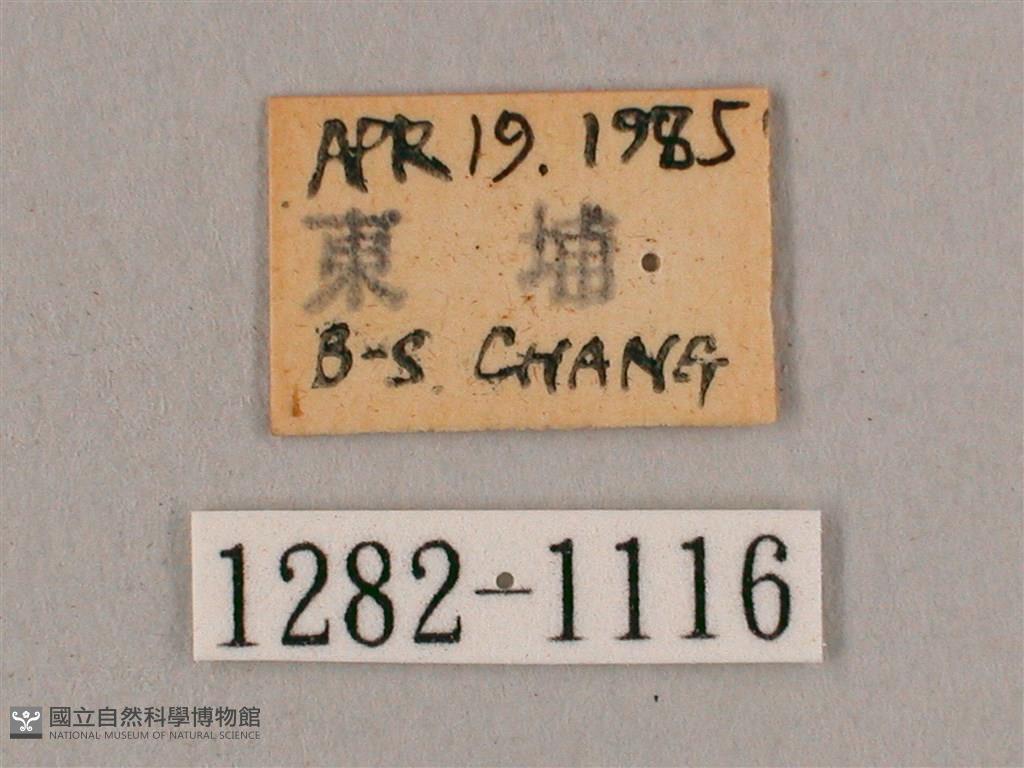 APR 19. 1985
東 埔
B-S. CHANG
1282-1116
國立自然科學博物館
NATIONAL MUSEUM OF NATURAL SCIENCE